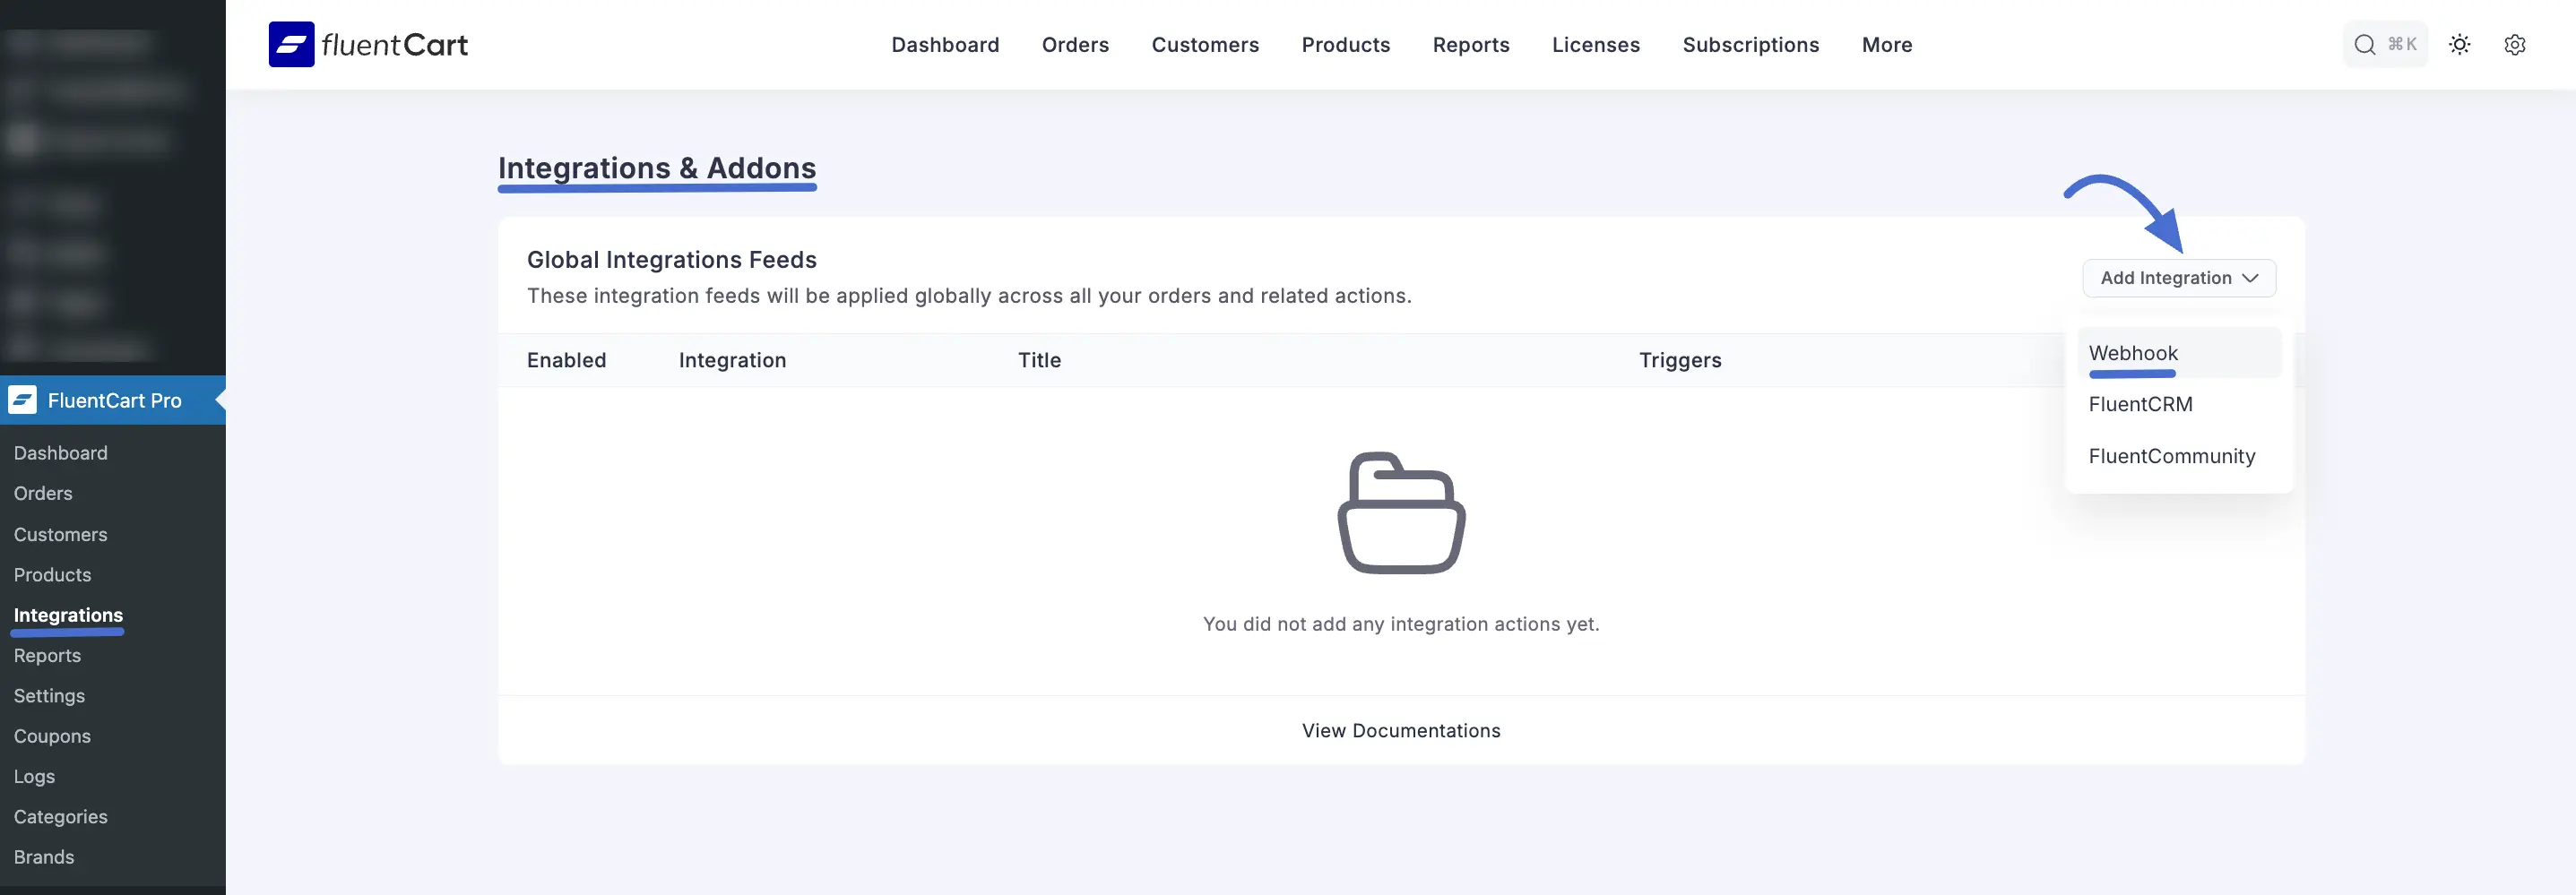 fluentCart
Dashboard Orders Customers Products Reports Licenses Subscriptions More
⌘K
Integrations & Addons
Global Integrations Feeds
These integration feeds will be applied globally across all your orders and related actions.
Add Integration
Webhook
FluentCRM
FluentCommunity
Enabled Integration Title Triggers
You did not add any integration actions yet.
View Documentations
FluentCart Pro
Dashboard
Orders
Customers
Products
Integrations
Reports
Settings
Coupons
Logs
Categories
Brands